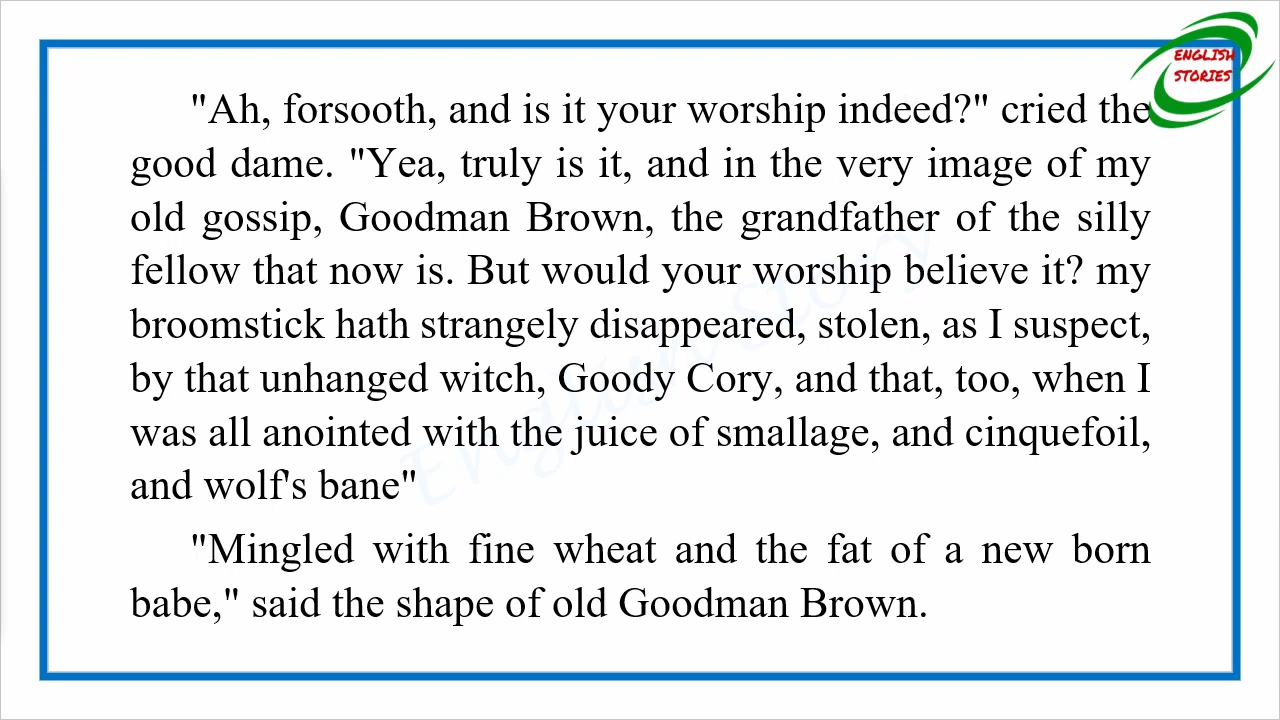 ENGLISH
STORIES
"Ah, forsooth, and is it your worship indeed?" cried the
good dame. "Yea, truly is it, and in the very image of my
old gossip, Goodman Brown, the grandfather of the silly
fellow that now is. But would your worship believe it? my
broomstick hath strangely disappeared, stolen, as I suspect,
by that unhanged witch, Goody Cory, and that, too, when I
was all anointed with the juice of smallage, and cinquefoil,
and wolf's bane"
"Mingled with fine wheat and the fat of a new born
babe," said the shape of old Goodman Brown.
English Story